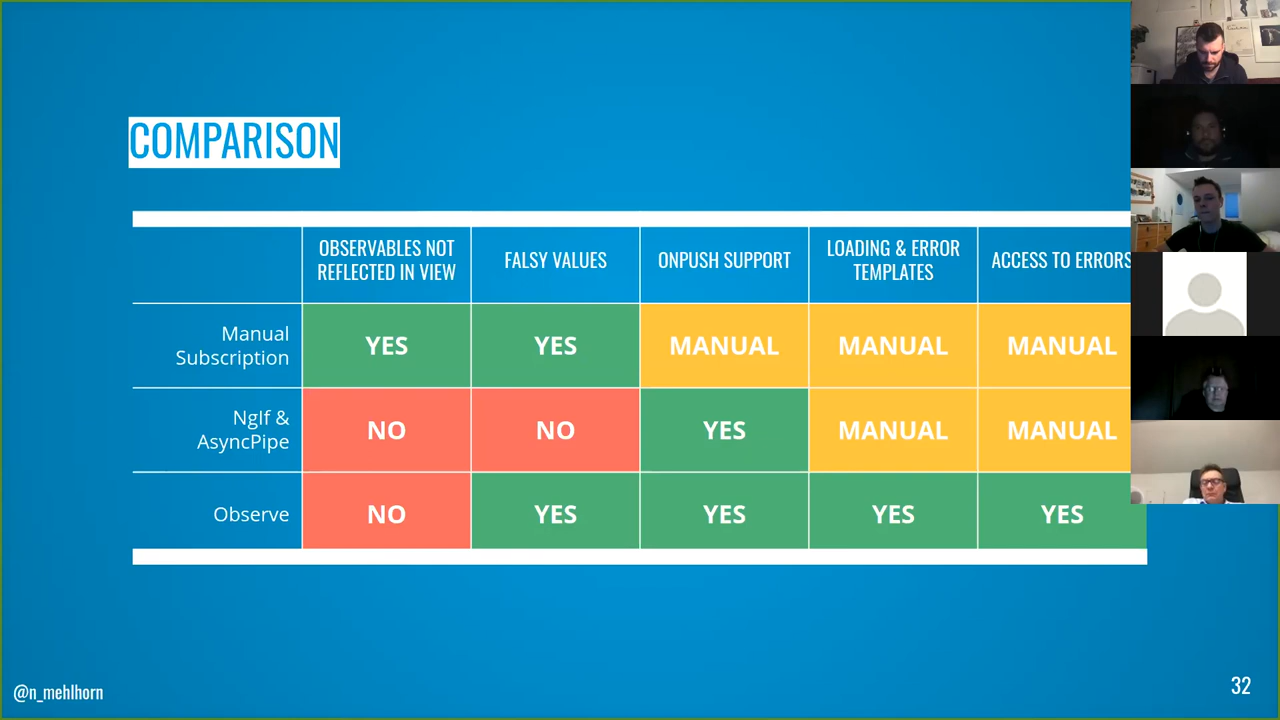 COMPARISON
OBSERVABLES NOT
REFLECTED IN VIEW
FALSY VALUES
ONPUSH SUPPORT
LOADING & ERROR
TEMPLATES
ACCESS TO ERRORS
Manual
Subscription
YES
YES
MANUAL
MANUAL
MANUAL
NgIf &
AsyncPipe
NO
NO
YES
MANUAL
MANUAL
Observe
NO
YES
YES
YES
YES
@n_mehlhorn
32